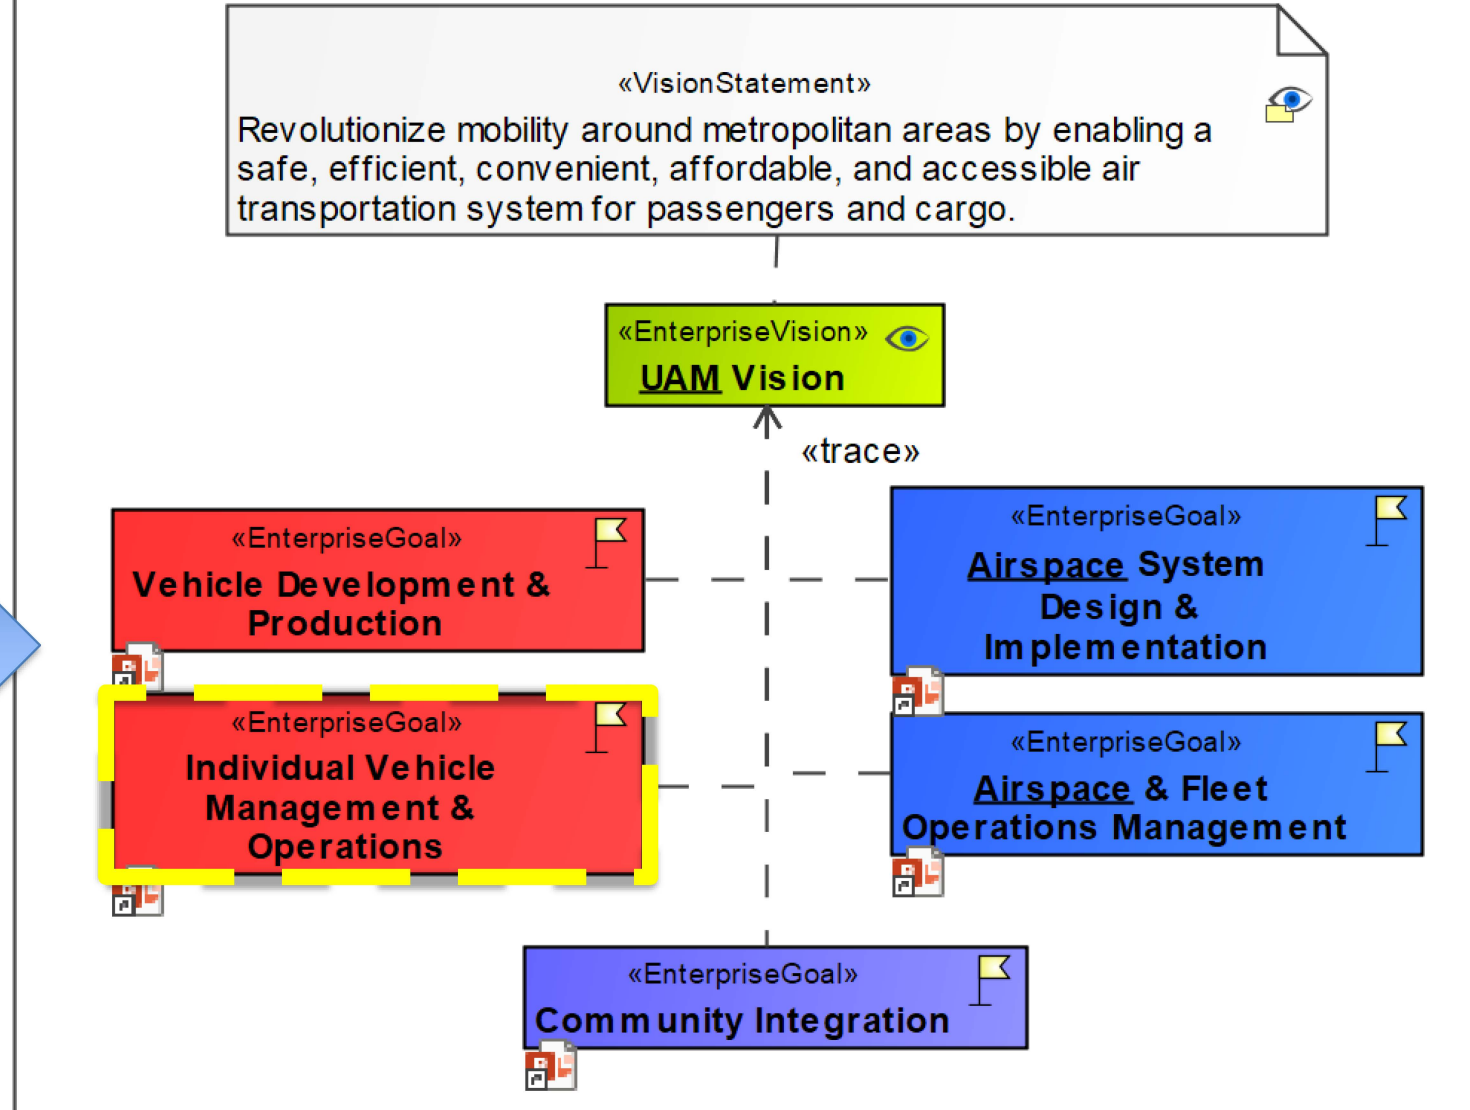 «VisionStatement»
Revolutionize mobility around metropolitan areas by enabling a
safe, efficient, convenient, affordable, and accessible air
transportation system for passengers and cargo.
«EnterpriseVision»
UAM Vision
«trace»
«EnterpriseGoal»
Vehicle Development &
Production
«EnterpriseGoal»
Airspace System
Design &
Implementation
«EnterpriseGoal»
Individual Vehicle
Management &
Operations
«EnterpriseGoal»
Airspace & Fleet
Operations Management
«EnterpriseGoal»
Community Integration